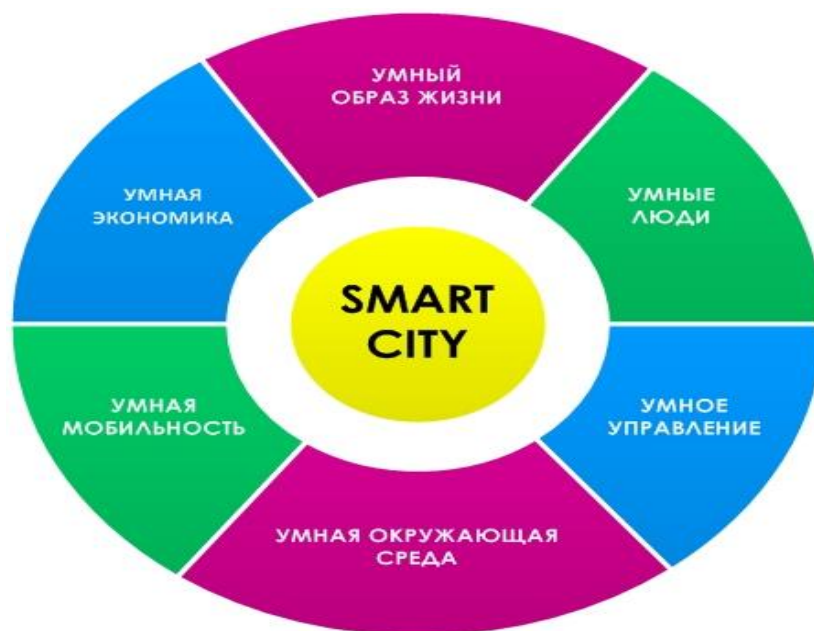 УМНЫЙ
ОБРАЗ ЖИЗНИ
УМНЫЕ
ЛЮДИ
УМНОЕ
УПРАВЛЕНИЕ
УМНАЯ ОКРУЖАЮЩАЯ
СРЕДА
УМНАЯ
МОБИЛЬНОСТЬ
УМНАЯ
ЭКОНОМИКА
SMART
CITY